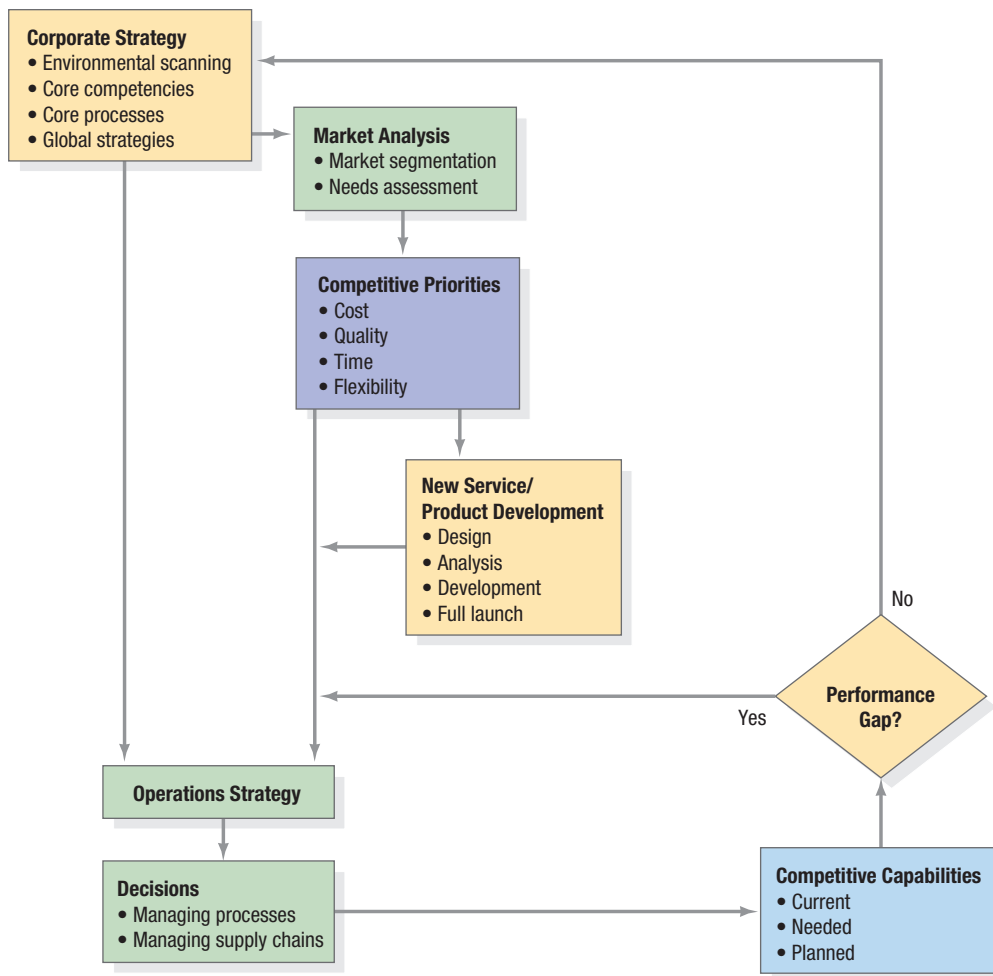 Corporate Strategy
• Environmental scanning
• Core competencies
• Core processes
• Global strategies
Market Analysis
• Market segmentation
• Needs assessment
Competitive Priorities
• Cost
• Quality
• Time
• Flexibility
New Service/
Product Development
• Design
• Analysis
• Development
• Full launch
No
Performance
Gap?
Yes
Operations Strategy
Decisions
• Managing processes
• Managing supply chains
Competitive Capabilities
• Current
• Needed
• Planned